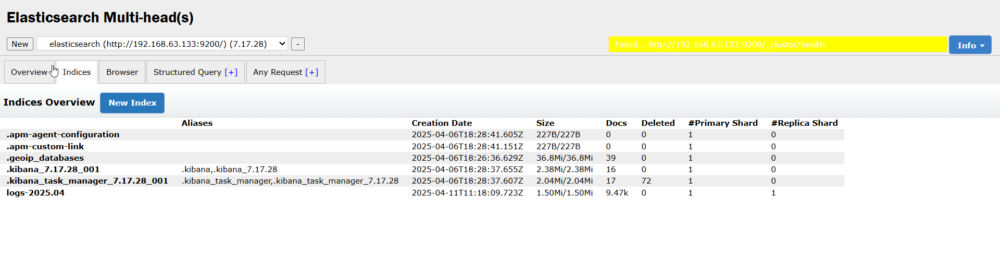 Elasticsearch Multi-head(s)
New elasticsearch (http://192.168.63.133:9200/) (7.17.28) - Failed... http://192.168.63.133:9200/_cluster/health Info
Overview Indices Browser Structured Query [+] Any Request [+]
Indices Overview New Index
Aliases Creation Date Size Docs Deleted #Primary Shard #Replica Shard
.apm-agent-configuration 2025-04-06T18:28:41.605Z 227B/227B 0 0 1 0
.apm-custom-link 2025-04-06T18:28:41.151Z 227B/227B 0 0 1 0
.geoip_databases 2025-04-06T18:26:36.629Z 36.8Mi/36.8Mi 39 0 1 0
.kibana_7.17.28_001 .kibana,.kibana_7.17.28 2025-04-06T18:28:37.655Z 2.38Mi/2.38Mi 16 0 1 0
.kibana_task_manager_7.17.28_001 .kibana_task_manager,.kibana_task_manager_7.17.28 2025-04-06T18:28:37.607Z 2.04Mi/2.04Mi 17 72 1 0
logs-2025.04 2025-04-11T11:18:09.723Z 1.50Mi/1.50Mi 9.47k 0 1 1